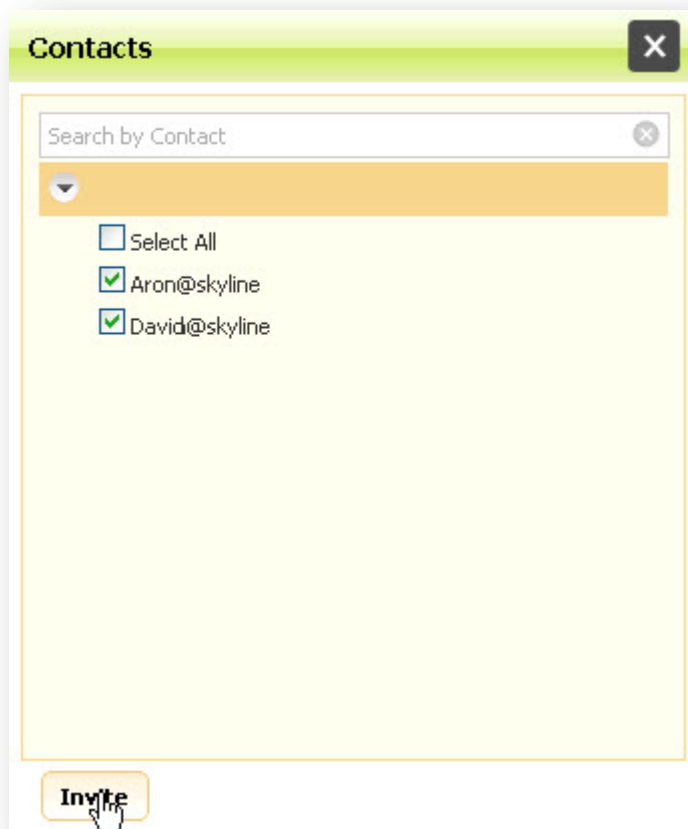 Contacts
Search by Contact
Select All
Aron@skyline
David@skyline
Invite